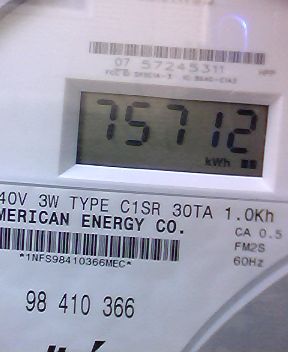 07 57245311
75712
kWh
40V 3W TYPE C1SR 30TA 1.0Kh
MERICAN ENERGY CO.
CA 0.5
FM2S
60Hz
*1NFS98410366MEC*
98 410 366